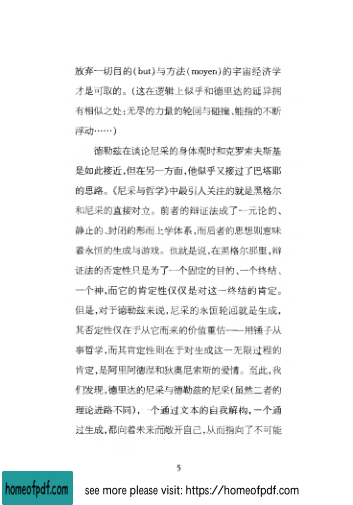 放弃一切目的(but)与方法(moyen)的宇宙经济学
才是可取的。(这在逻辑上似乎和德里达的延异拥
有相似之处:无尽的力量的轮回与碰撞、能指的不断
浮动……)
德勒兹在谈论尼采的身体观时和克罗索夫斯基
是如此接近,但在另一方面,他似乎又接过了巴塔耶
的思路。《尼采与哲学》中最引人关注的就是黑格尔
和尼采的直接对立。前者的辩证法成了一元论的、
静止的、封闭的形而上学体系,而后者的思想则意味
着永恒的生成与游戏。也就是说,在黑格尔那里,辩
证法的否定性只是为了一个固定的目的、一个终结、
一个神,而它的肯定性仅仅是对这一终结的肯定。
但是,对于德勒兹来说,尼采的永恒轮回就是生成,
其否定性仅在于从它而来的价值重估——用锤子从
事哲学,而其肯定性则在于对生成这一无限过程的
肯定,是阿里阿德涅和狄奥尼索斯的爱情。至此,我
们发现,德里达的尼采与德勒兹的尼采(虽然二者的
理论进路不同),一个通过文本的自我解构,一个通
过生成,都向着未来而敞开自己,从而指向了不可能
5
homeofpdf.com
see more please visit: https://homeofpdf.com